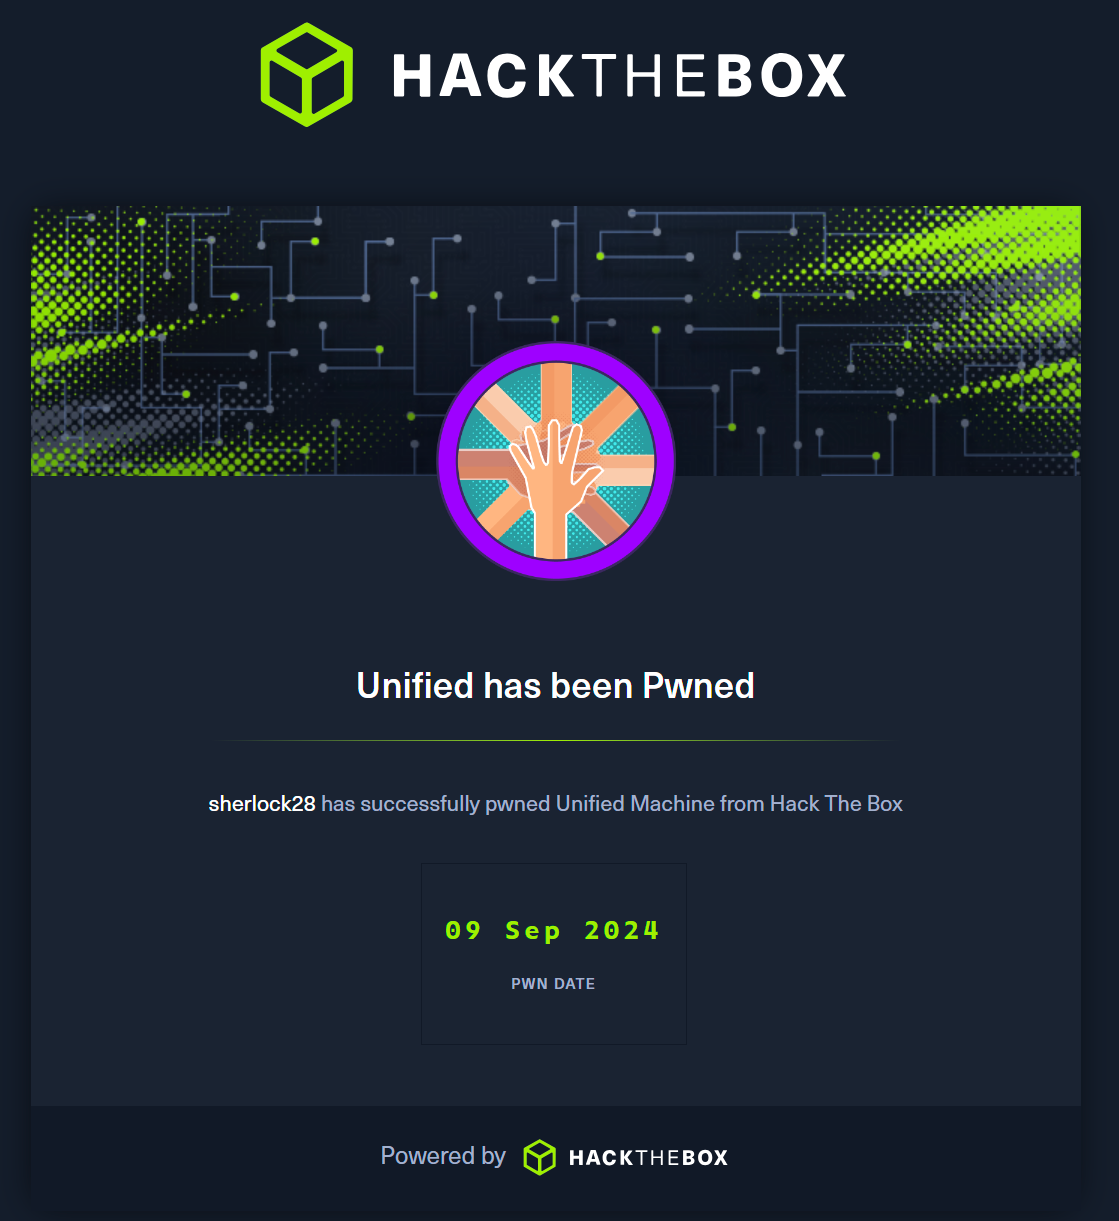 HACKTHEBOX
Unified has been Pwned
sherlock28 has successfully pwned Unified Machine from Hack The Box
09 Sep 2024
PWN DATE
Powered by HACKTHEBOX